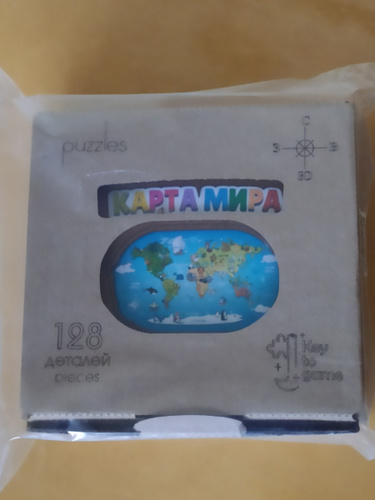 puzzles
С
З В
Ю
КАРТА МИРА
128
деталей
pieces
Key
to
game